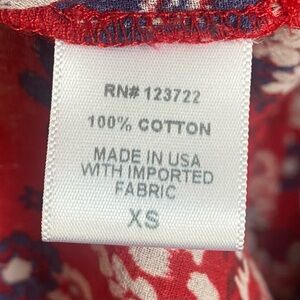 RN# 123722
100% COTTON
MADE IN USA
WITH IMPORTED
FABRIC
XS